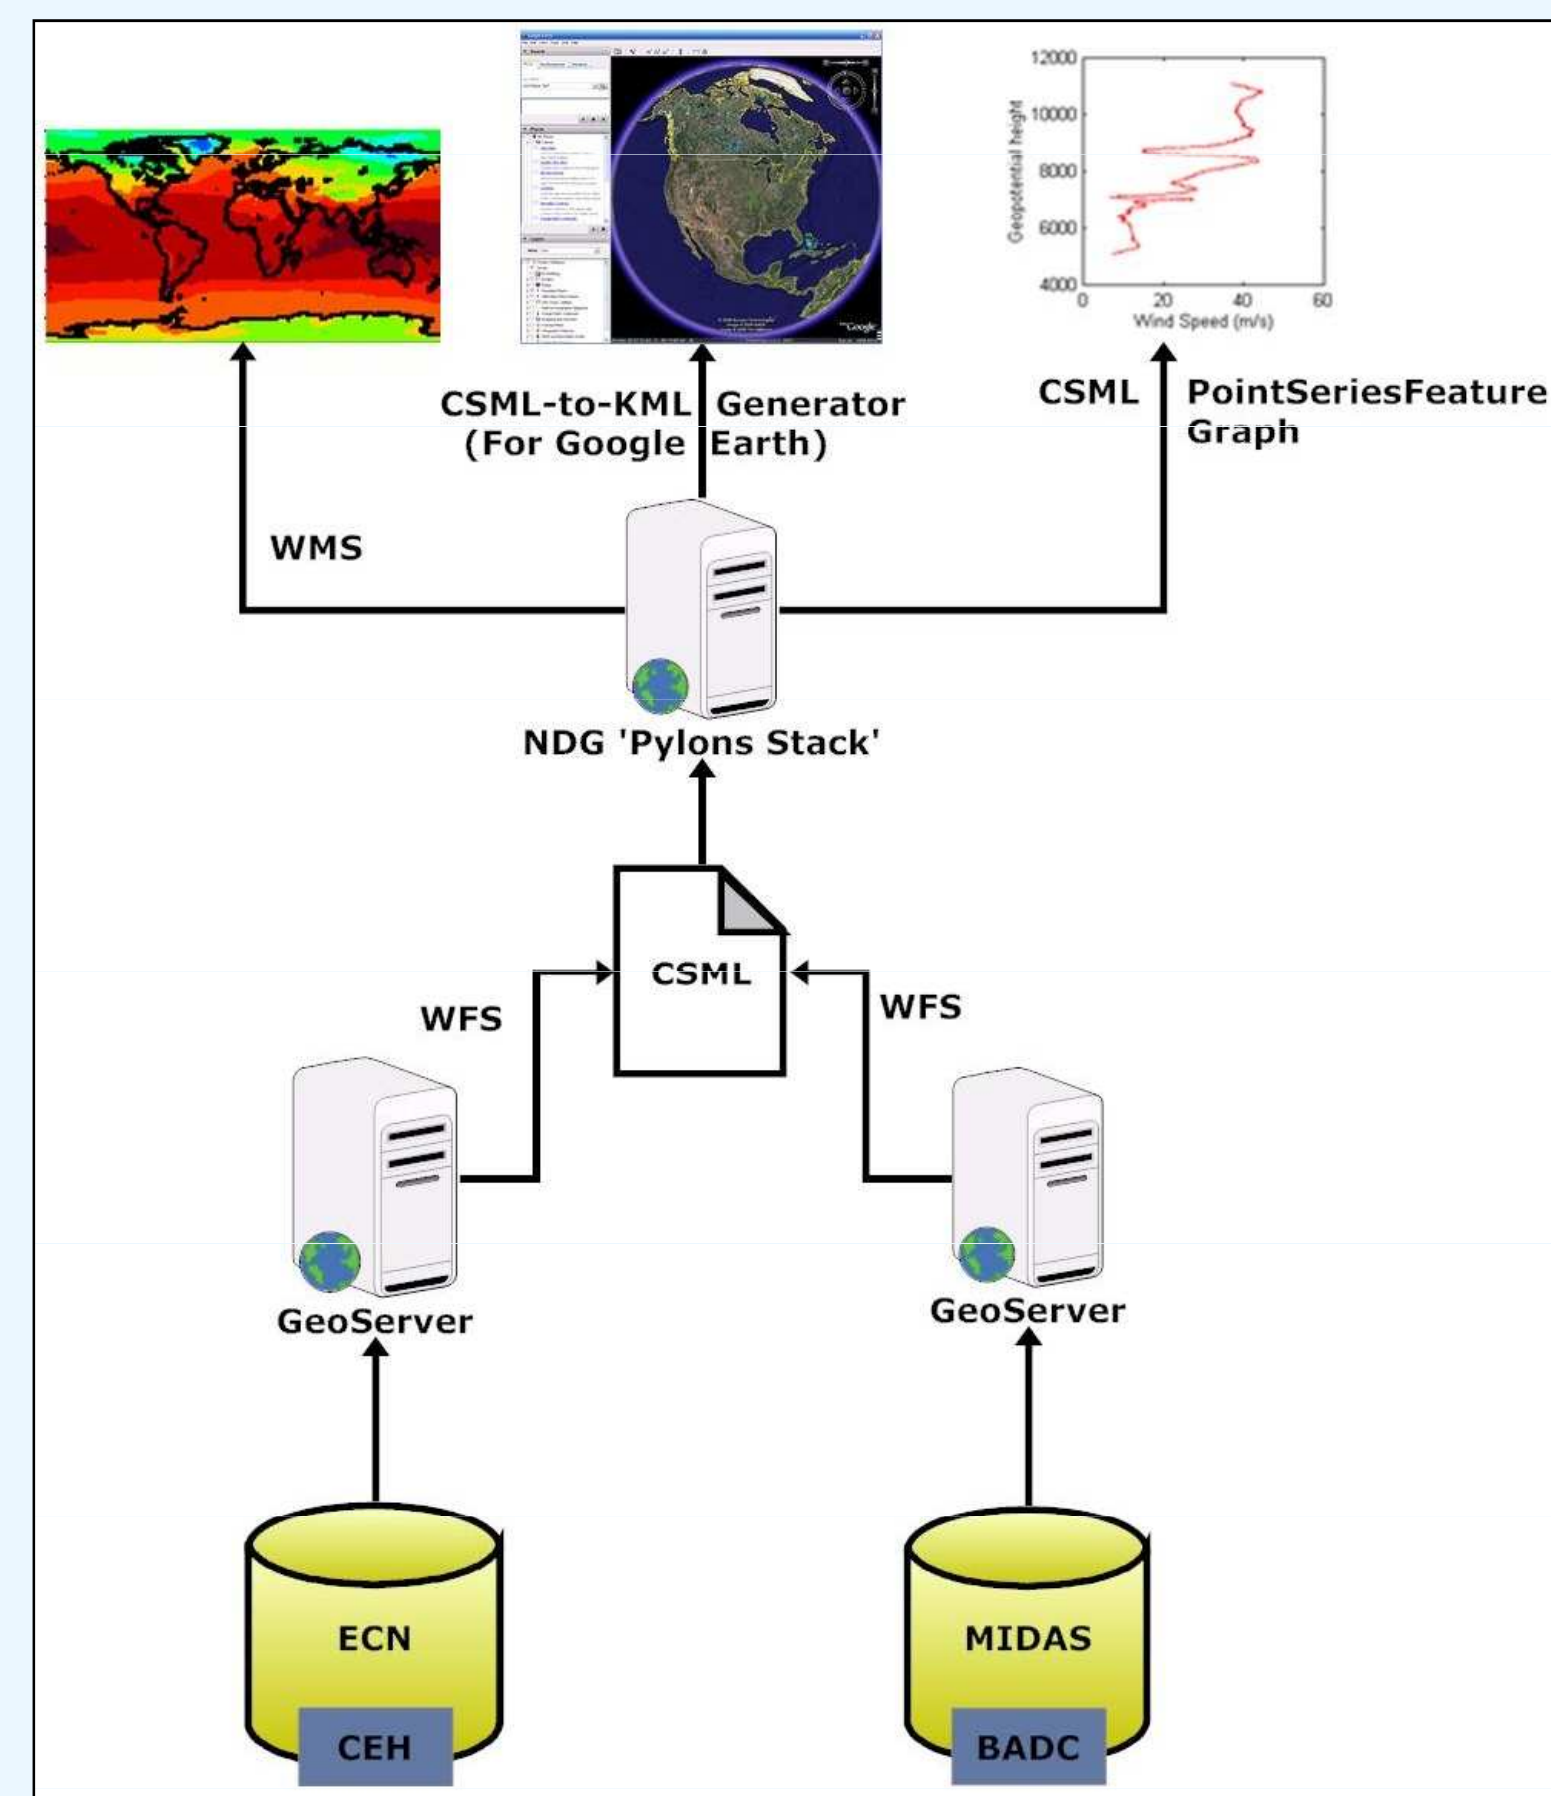 12000
10000
8000
6000
4000
Geopotential height
0 20 40 60
Wind Speed (m/s)
Google
CSML-to-KML Generator
(For Google Earth)
CSML PointSeriesFeature
Graph
WMS
NDG 'Pylons Stack'
CSML
WFS
WFS
GeoServer
GeoServer
ECN
MIDAS
CEH
BADC